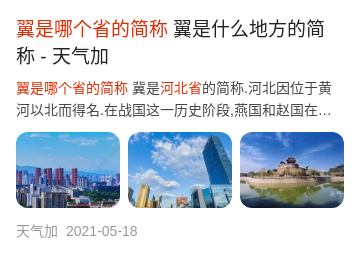 翼是哪个省的简称 翼是什么地方的简
称 - 天气加
翼是哪个省的简称 冀是河北省的简称.河北因位于黄
河以北而得名.在战国这一历史阶段,燕国和赵国在…
天气加 2021-05-18